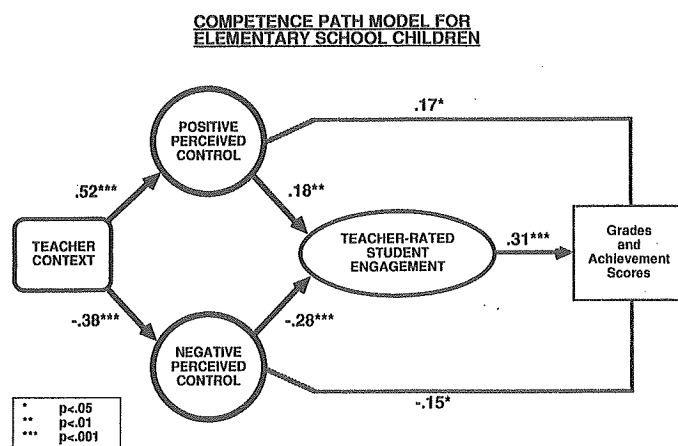 COMPETENCE PATH MODEL FOR
ELEMENTARY SCHOOL CHILDREN
.17*
POSITIVE
PERCEIVED
CONTROL
.52***
.18**
TEACHER
CONTEXT
TEACHER-RATED
STUDENT
ENGAGEMENT
.31***
Grades
and
Achievement
Scores
-.38***
-.28***
NEGATIVE
PERCEIVED
CONTROL
-.15*
* p<.05
** p<.01
*** p<.001